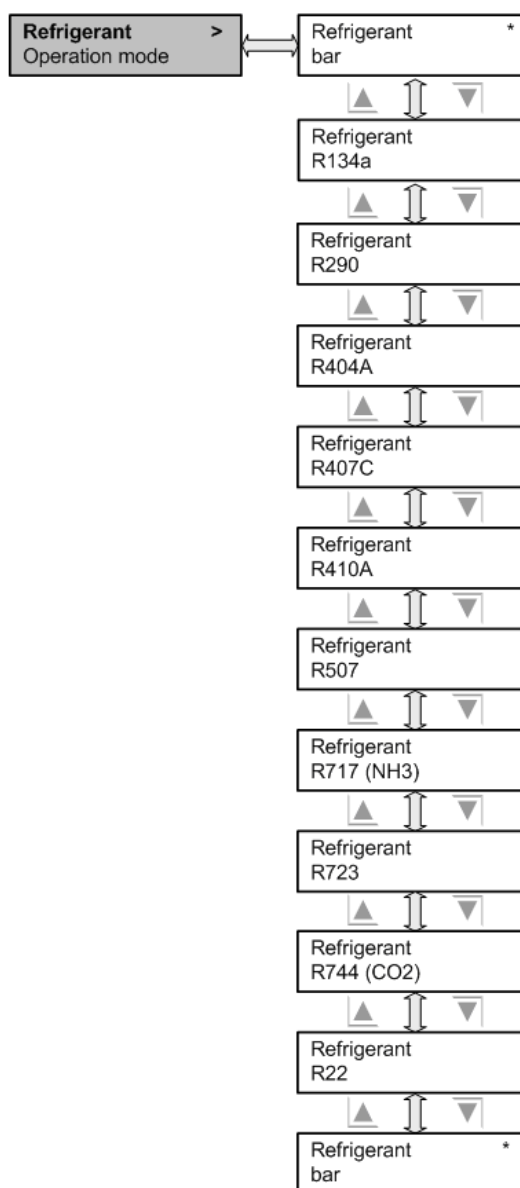 Refrigerant >
Operation mode
Refrigerant *
bar
Refrigerant
R134a
Refrigerant
R290
Refrigerant
R404A
Refrigerant
R407C
Refrigerant
R410A
Refrigerant
R507
Refrigerant
R717 (NH3)
Refrigerant
R723
Refrigerant
R744 (CO2)
Refrigerant
R22
Refrigerant *
bar